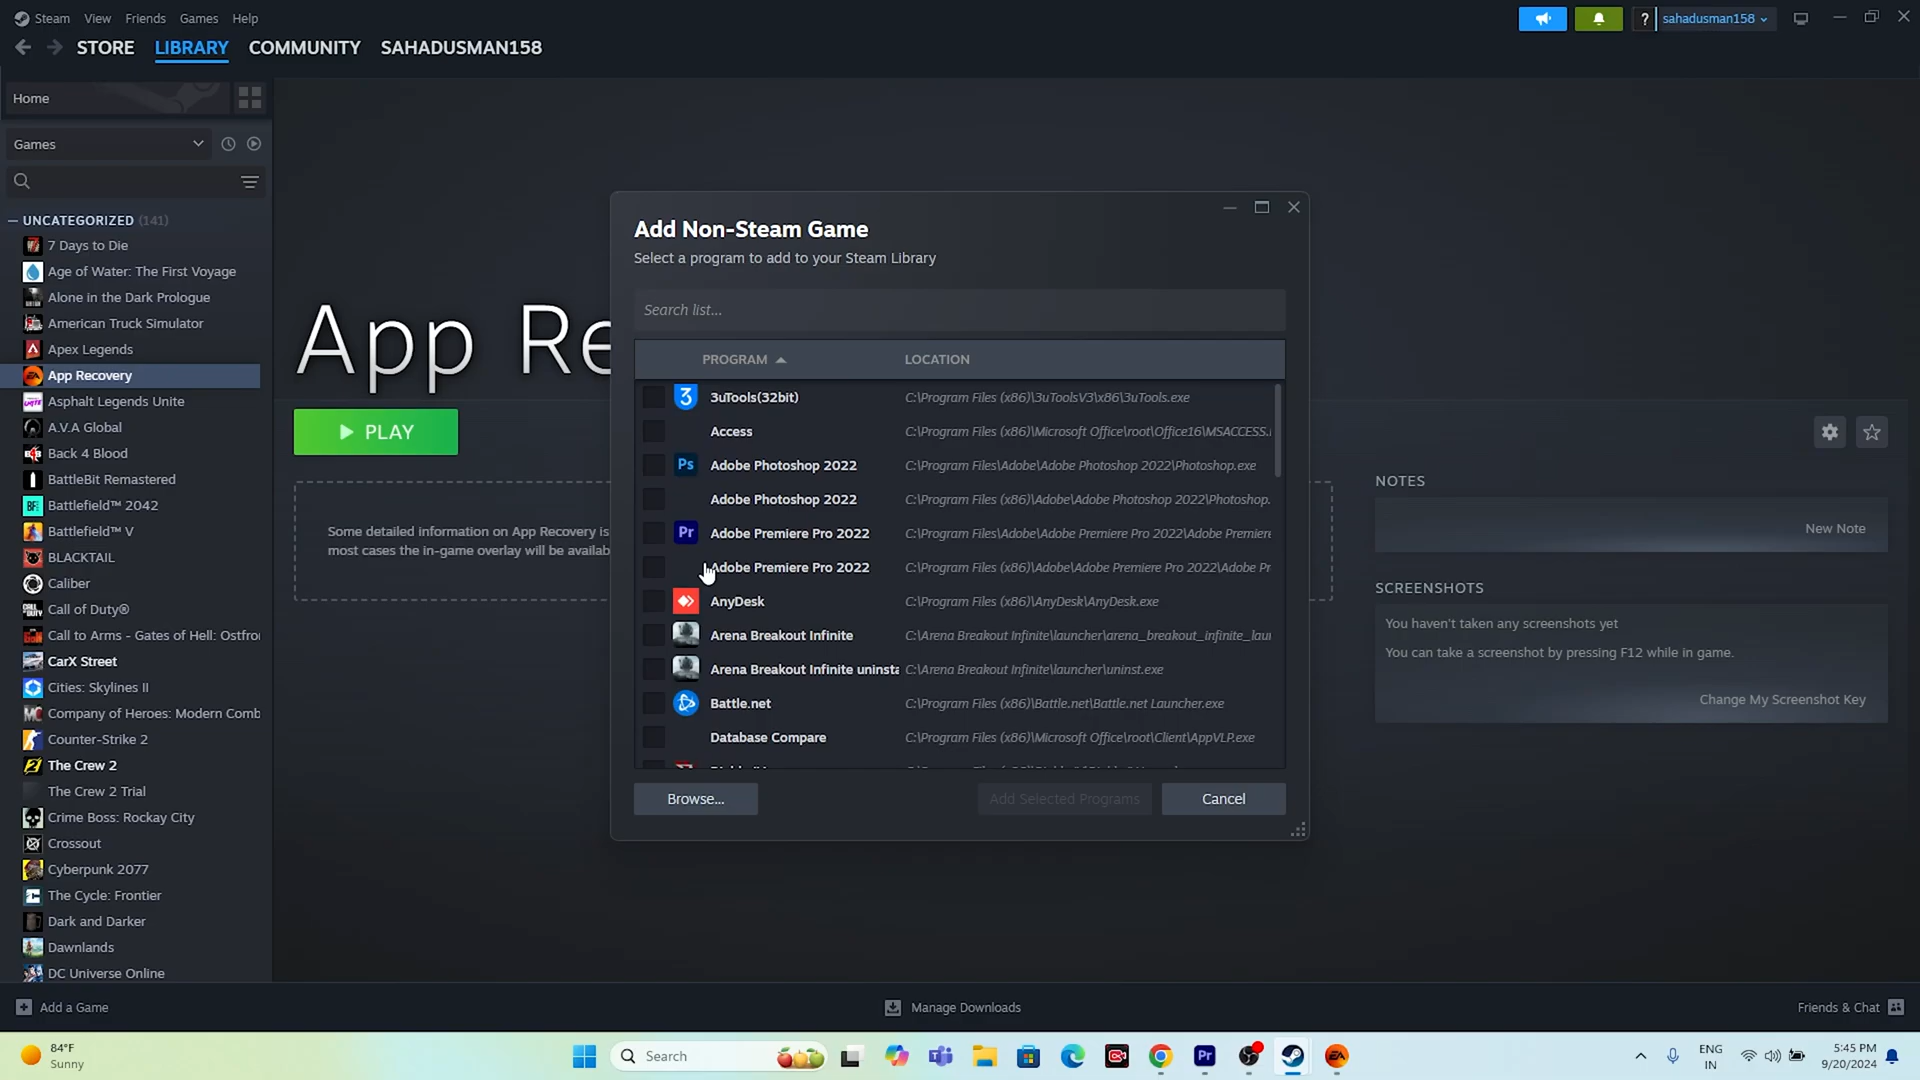 Steam View Friends Games Help
sahadusman158
STORE LIBRARY COMMUNITY SAHADUSMAN158
Home
Games
UNCATEGORIZED (141)
7 Days to Die
Age of Water: The First Voyage
Alone in the Dark Prologue
American Truck Simulator
Apex Legends
App Recovery
Asphalt Legends Unite
A.V.A Global
Back 4 Blood
BattleBit Remastered
Battlefield™ 2042
Battlefield™ V
BLACKTAIL
Caliber
Call of Duty®
Call to Arms - Gates of Hell: Ostfro
CarX Street
Cities: Skylines II
Company of Heroes: Modern Comb
Counter-Strike 2
The Crew 2
The Crew 2 Trial
Crime Boss: Rockay City
Crossout
Cyberpunk 2077
The Cycle: Frontier
Dark and Darker
Dawnlands
DC Universe Online
App Re
PLAY
Some detailed information on App Recovery is
most cases the in-game overlay will be availab
Add Non-Steam Game
Select a program to add to your Steam Library
Search list...
PROGRAM LOCATION
3uTools(32bit) C:\Program Files (x86)\3uToolsV3\x86\3uTools.exe
Access C:\Program Files (x86)\Microsoft Office\root\Office16\MSACCESS.
Adobe Photoshop 2022 C:\Program Files\Adobe\Adobe Photoshop 2022\Photoshop.exe
Adobe Photoshop 2022 C:\Program Files (x86)\Adobe\Adobe Photoshop 2022\Photoshop.
Adobe Premiere Pro 2022 C:\Program Files\Adobe\Adobe Premiere Pro 2022\Adobe Premiere
Adobe Premiere Pro 2022 C:\Program Files (x86)\Adobe\Adobe Premiere Pro 2022\Adobe Pr
AnyDesk C:\Program Files (x86)\AnyDesk\AnyDesk.exe
Arena Breakout Infinite C:\Arena Breakout Infinite\launcher\arena_breakout_infinite_lau
Arena Breakout Infinite uninsta C:\Arena Breakout Infinite\launcher\uninst.exe
Battle.net C:\Program Files (x86)\Battle.net\Battle.net Launcher.exe
Database Compare C:\Program Files (x86)\Microsoft Office\root\Client\AppVLP.exe
Browse... Add Selected Programs Cancel
NOTES
New Note
SCREENSHOTS
You haven't taken any screenshots yet
You can take a screenshot by pressing F12 while in game.
Change My Screenshot Key
Add a Game
Manage Downloads
Friends & Chat
84°F
Sunny
Search
ENG
IN
5:45 PM
9/20/2024